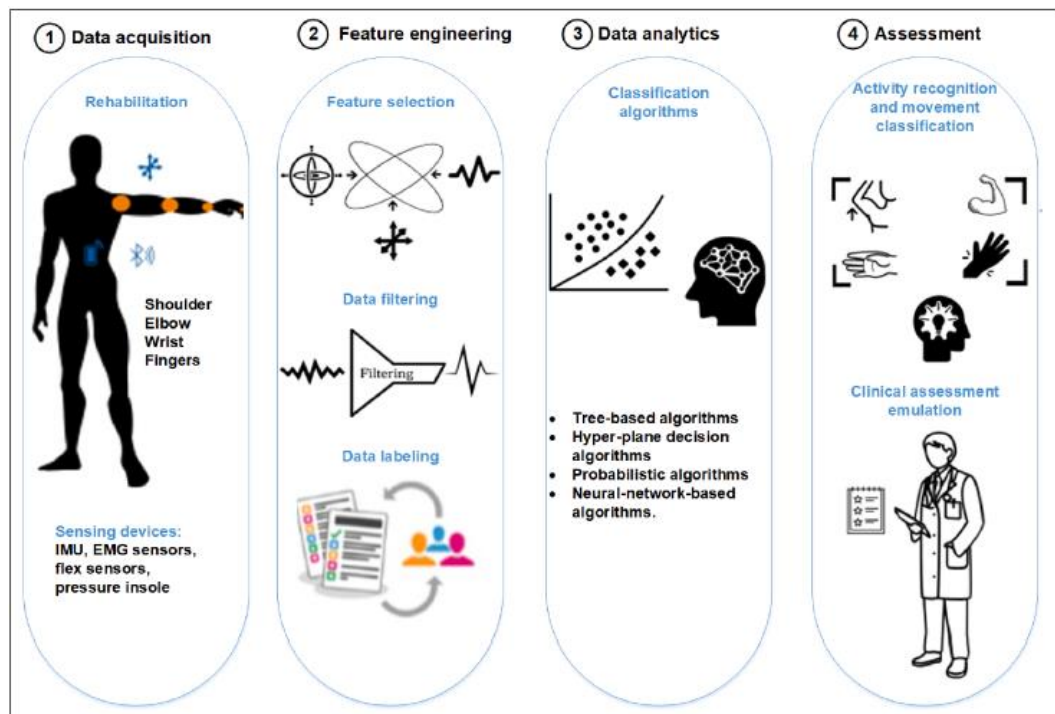 1 Data acquisition
Rehabilitation
Shoulder
Elbow
Wrist
Fingers
Sensing devices:
IMU, EMG sensors,
flex sensors,
pressure insole
2 Feature engineering
Feature selection
Data filtering
Filtering
Data labeling
3 Data analytics
Classification
algorithms
• Tree-based algorithms
• Hyper-plane decision
algorithms
• Probabilistic algorithms
• Neural-network-based
algorithms.
4 Assessment
Activity recognition
and movement
classification
Clinical assessment
emulation